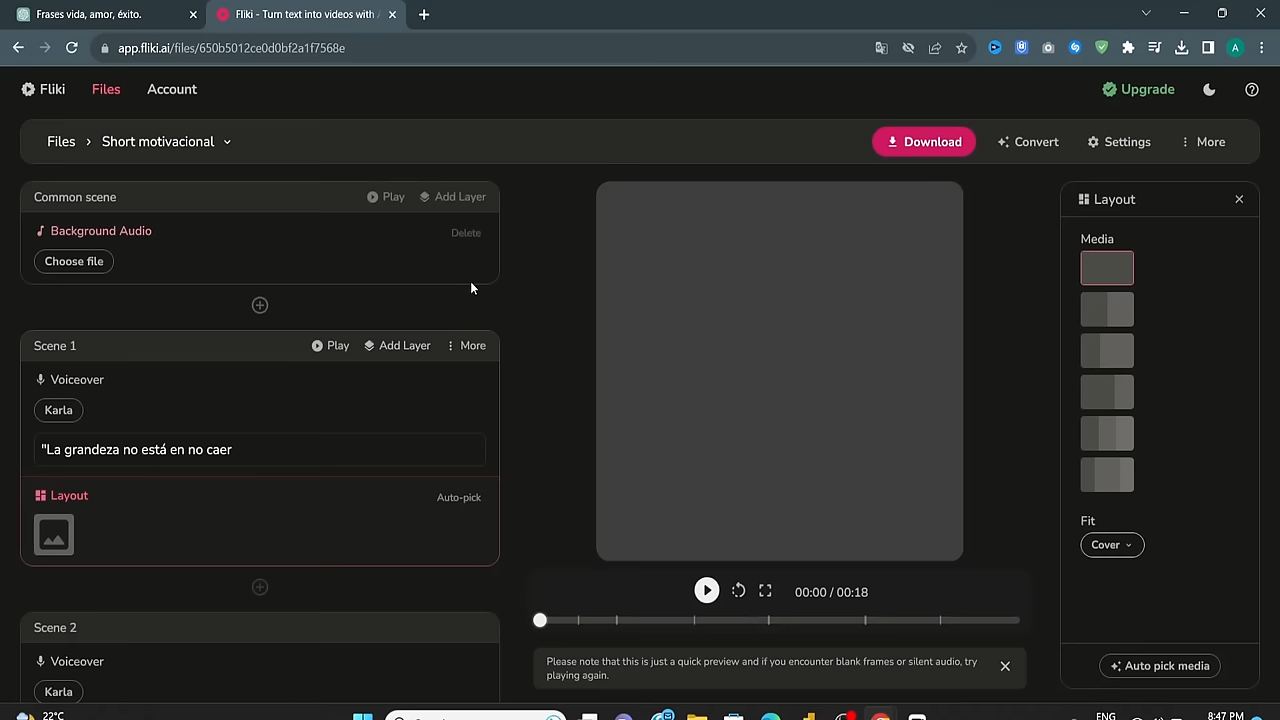 Frases vida, amor, éxito.
Fliki - Turn text into videos with
app.fliki.ai/files/650b5012ce0d0bf2a1f7568e
A
Fliki
Files
Account
Upgrade
Files › Short motivacional
Download
Convert
Settings
More
Common scene
Play
Add Layer
Background Audio
Delete
Choose file
Scene 1
Play
Add Layer
More
Voiceover
Karla
"La grandeza no está en no caer
Layout
Auto-pick
Scene 2
Voiceover
Karla
00:00 / 00:18
Please note that this is just a quick preview and if you encounter blank frames or silent audio, try
playing again.
Layout
Media
Fit
Cover
Auto pick media
22°C
ENG
8:47 PM